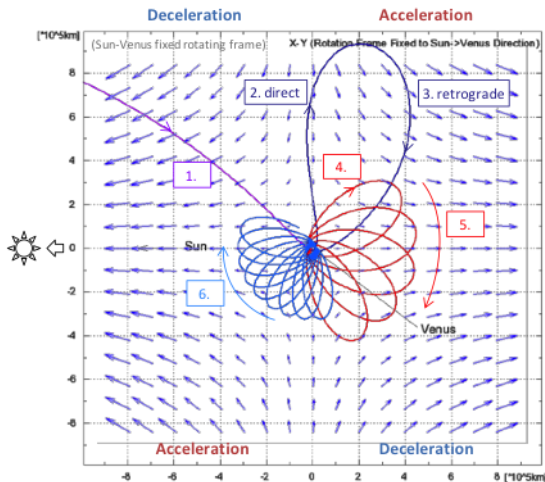 Deceleration
Acceleration
[*10^5km]
(Sun-Venus fixed rotating frame)
X-Y (Rotation Frame Fixed to Sun->Venus Direction)
8
2. direct
3. retrograde
6
4
1.
4.
2
5.
0
Sun
6.
-2
Venus
-4
-6
-8
Acceleration
Deceleration
-8
-6
-4
-2
0
2
4
6
8
[*10^5km]